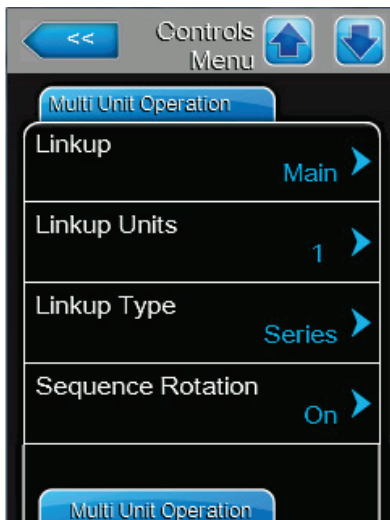 <<
Controls
Menu
Multi Unit Operation
Linkup
Main
Linkup Units
1
Linkup Type
Series
Sequence Rotation
On
Multi Unit Operation